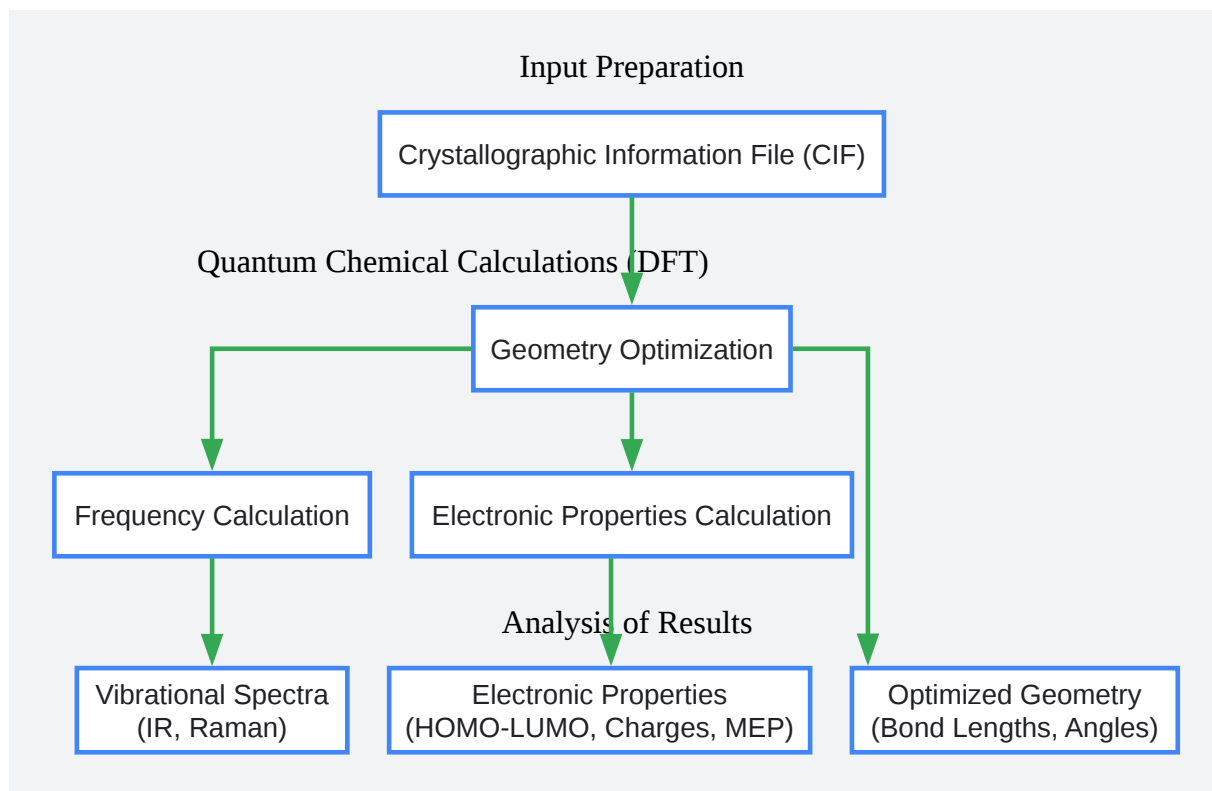 Input Preparation
Crystallographic Information File (CIF)
Quantum Chemical Calculations (DFT)
Geometry Optimization
Frequency Calculation
Electronic Properties Calculation
Analysis of Results
Vibrational Spectra
(IR, Raman)
Electronic Properties
(HOMO-LUMO, Charges, MEP)
Optimized Geometry
(Bond Lengths, Angles)